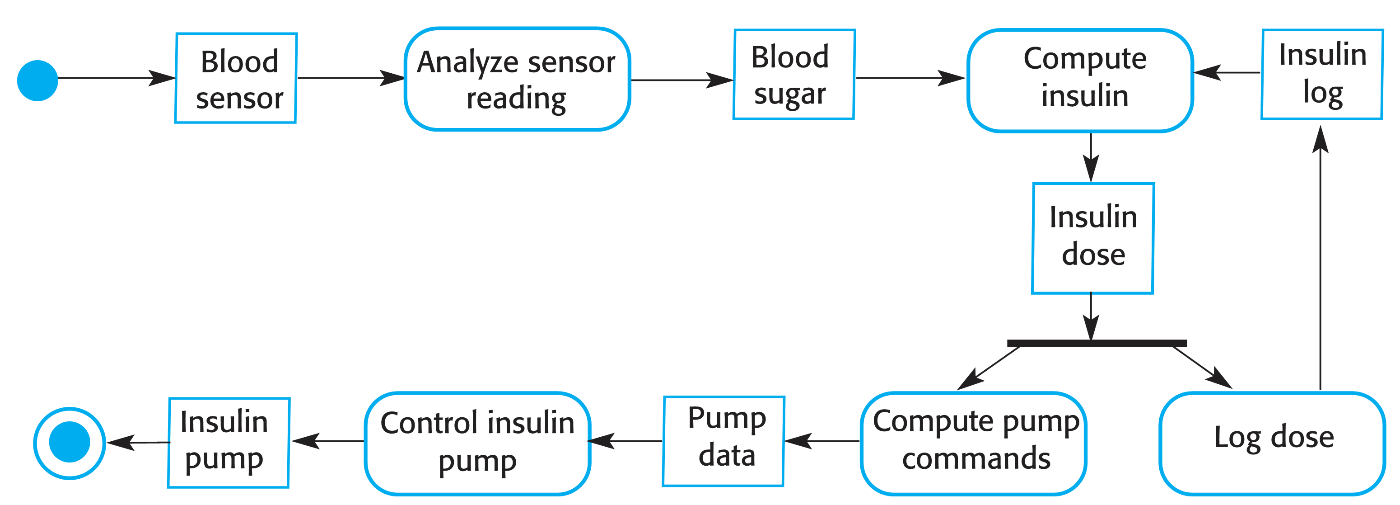 Blood
sensor
Analyze sensor
reading
Blood
sugar
Compute
insulin
Insulin
log
Insulin
dose
Insulin
pump
Control insulin
pump
Pump
data
Compute pump
commands
Log dose